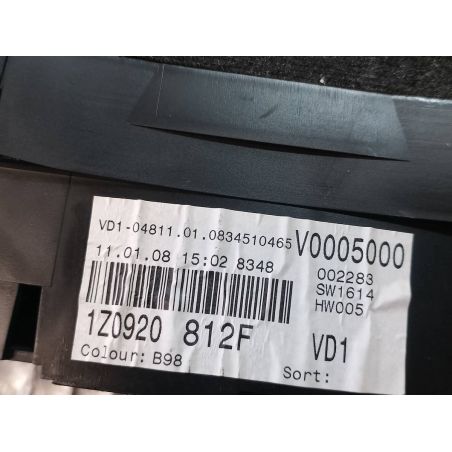 VD1-04811.01.0834510465 V0005000
11.01.08 15:02 8348 002283
SW1614
HW005
1Z0920 812F VD1
Colour: B98 Sort: